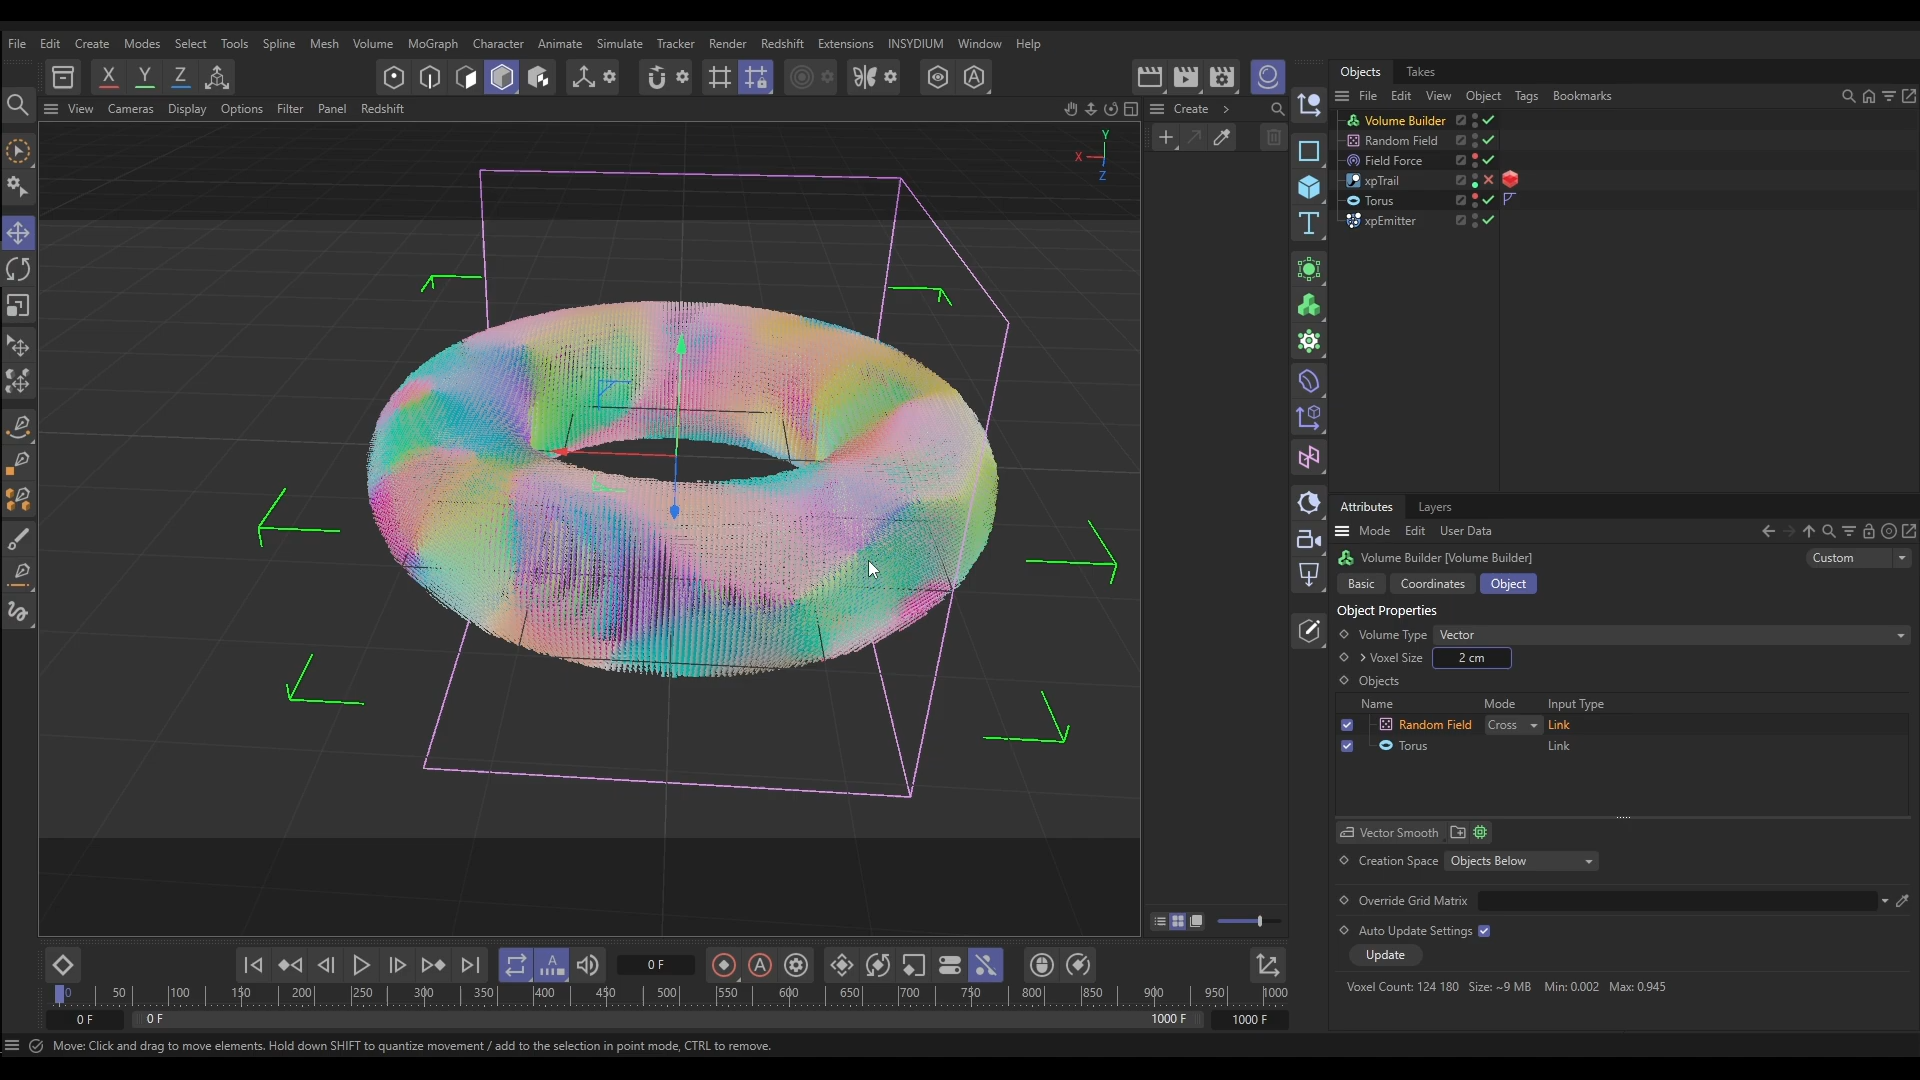 File Edit Create Modes Select Tools Spline Mesh Volume MoGraph Character Animate Simulate Tracker Render Redshift Extensions INSYDIUM Window Help
X Y Z
View Cameras Display Options Filter Panel Redshift
Create
Y
X
Z
Objects Takes
File Edit View Object Tags Bookmarks
Volume Builder
Random Field
Field Force
xpTrail
Torus
xpEmitter
Attributes Layers
Mode Edit User Data
Volume Builder [Volume Builder]
Custom
Basic Coordinates Object
Object Properties
Volume Type Vector
Voxel Size 2 cm
Objects
Name Mode Input Type
Random Field Cross Link
Torus Link
Vector Smooth
Creation Space Objects Below
Override Grid Matrix
Auto Update Settings
Update
Voxel Count: 124 180 Size: ~9 MB Min: 0.002 Max: 0.945
0 F
0 50 100 150 200 250 300 350 400 450 500 550 600 650 700 750 800 850 900 950 1000
0 F 0 F 1000 F 1000 F
Move: Click and drag to move elements. Hold down SHIFT to quantize movement / add to the selection in point mode, CTRL to remove.